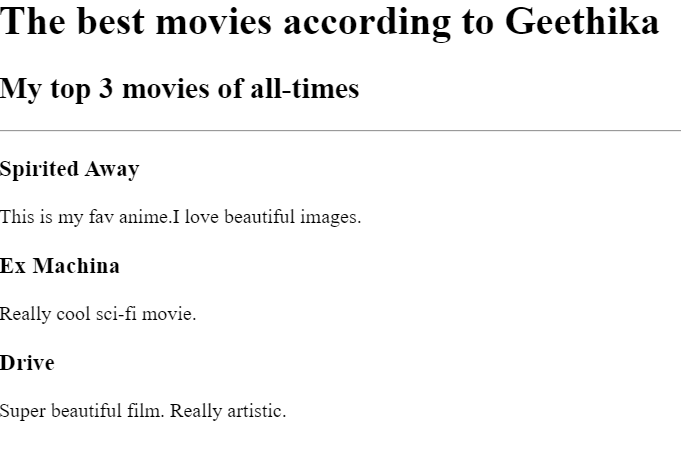 The best movies according to Geethika
My top 3 movies of all-times
Spirited Away
This is my fav anime.I love beautiful images.
Ex Machina
Really cool sci-fi movie.
Drive
Super beautiful film. Really artistic.